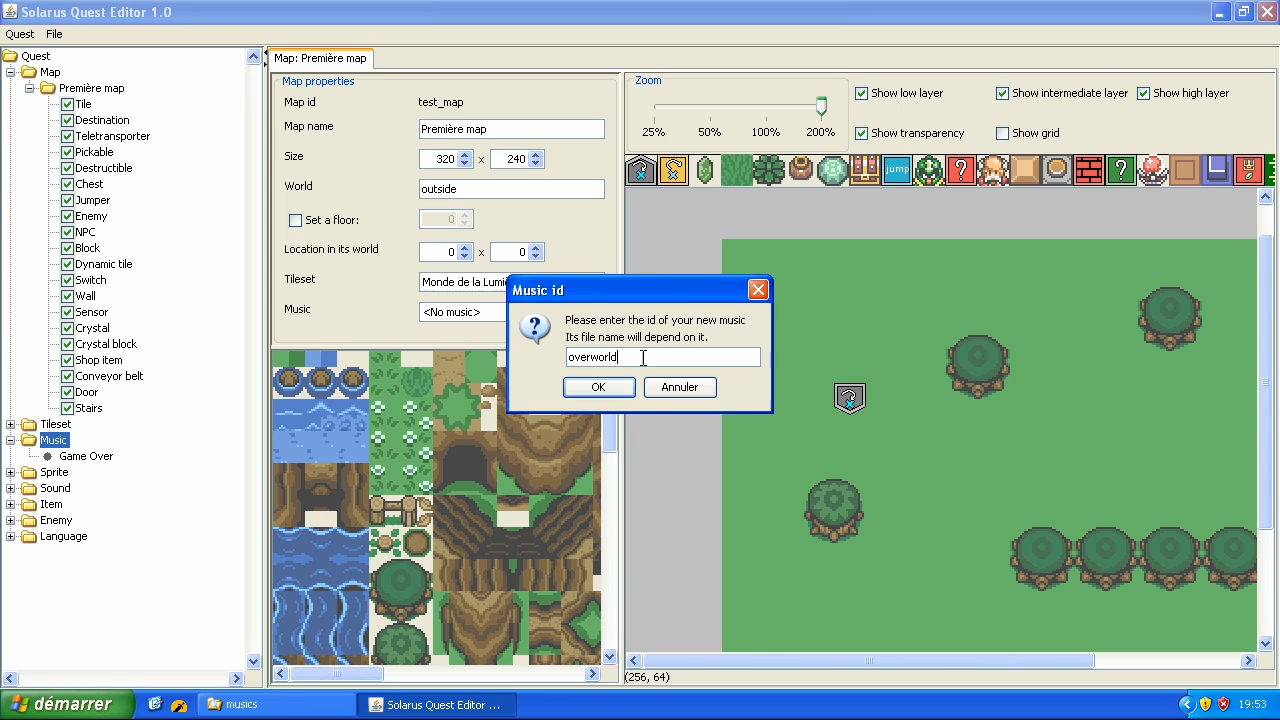 Solarus Quest Editor 1.0
Quest File
Quest
Map
Première map
Tile
Destination
Teletransporter
Pickable
Destructible
Chest
Jumper
Enemy
NPC
Block
Dynamic tile
Switch
Wall
Sensor
Crystal
Crystal block
Shop item
Conveyor belt
Door
Stairs
Tileset
Music
Game Over
Sprite
Sound
Item
Enemy
Language
Map: Première map
Map properties
Map id test_map
Map name Première map
Size 320 x 240
World outside
Set a floor: 0
Location in its world 0 x 0
Tileset Monde de la Lumi
Music <No music>
Zoom
25% 50% 100% 200%
Show low layer Show intermediate layer Show high layer
Show transparency Show grid
jump
Music id
Please enter the id of your new music
Its file name will depend on it.
overworld
OK Annuler
(256, 64)
démarrer musics Solarus Quest Editor ... 19:53